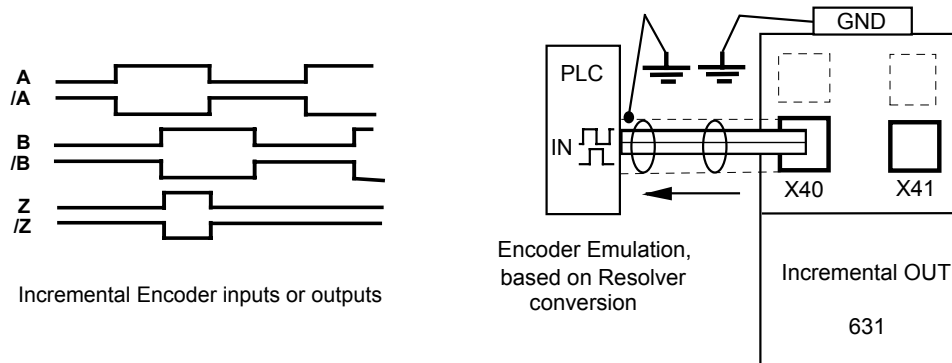 A
/A
B
/B
Z
/Z
Incremental Encoder inputs or outputs
GND
PLC
IN
X40
X41
Encoder Emulation,
based on Resolver
conversion
Incremental OUT
631